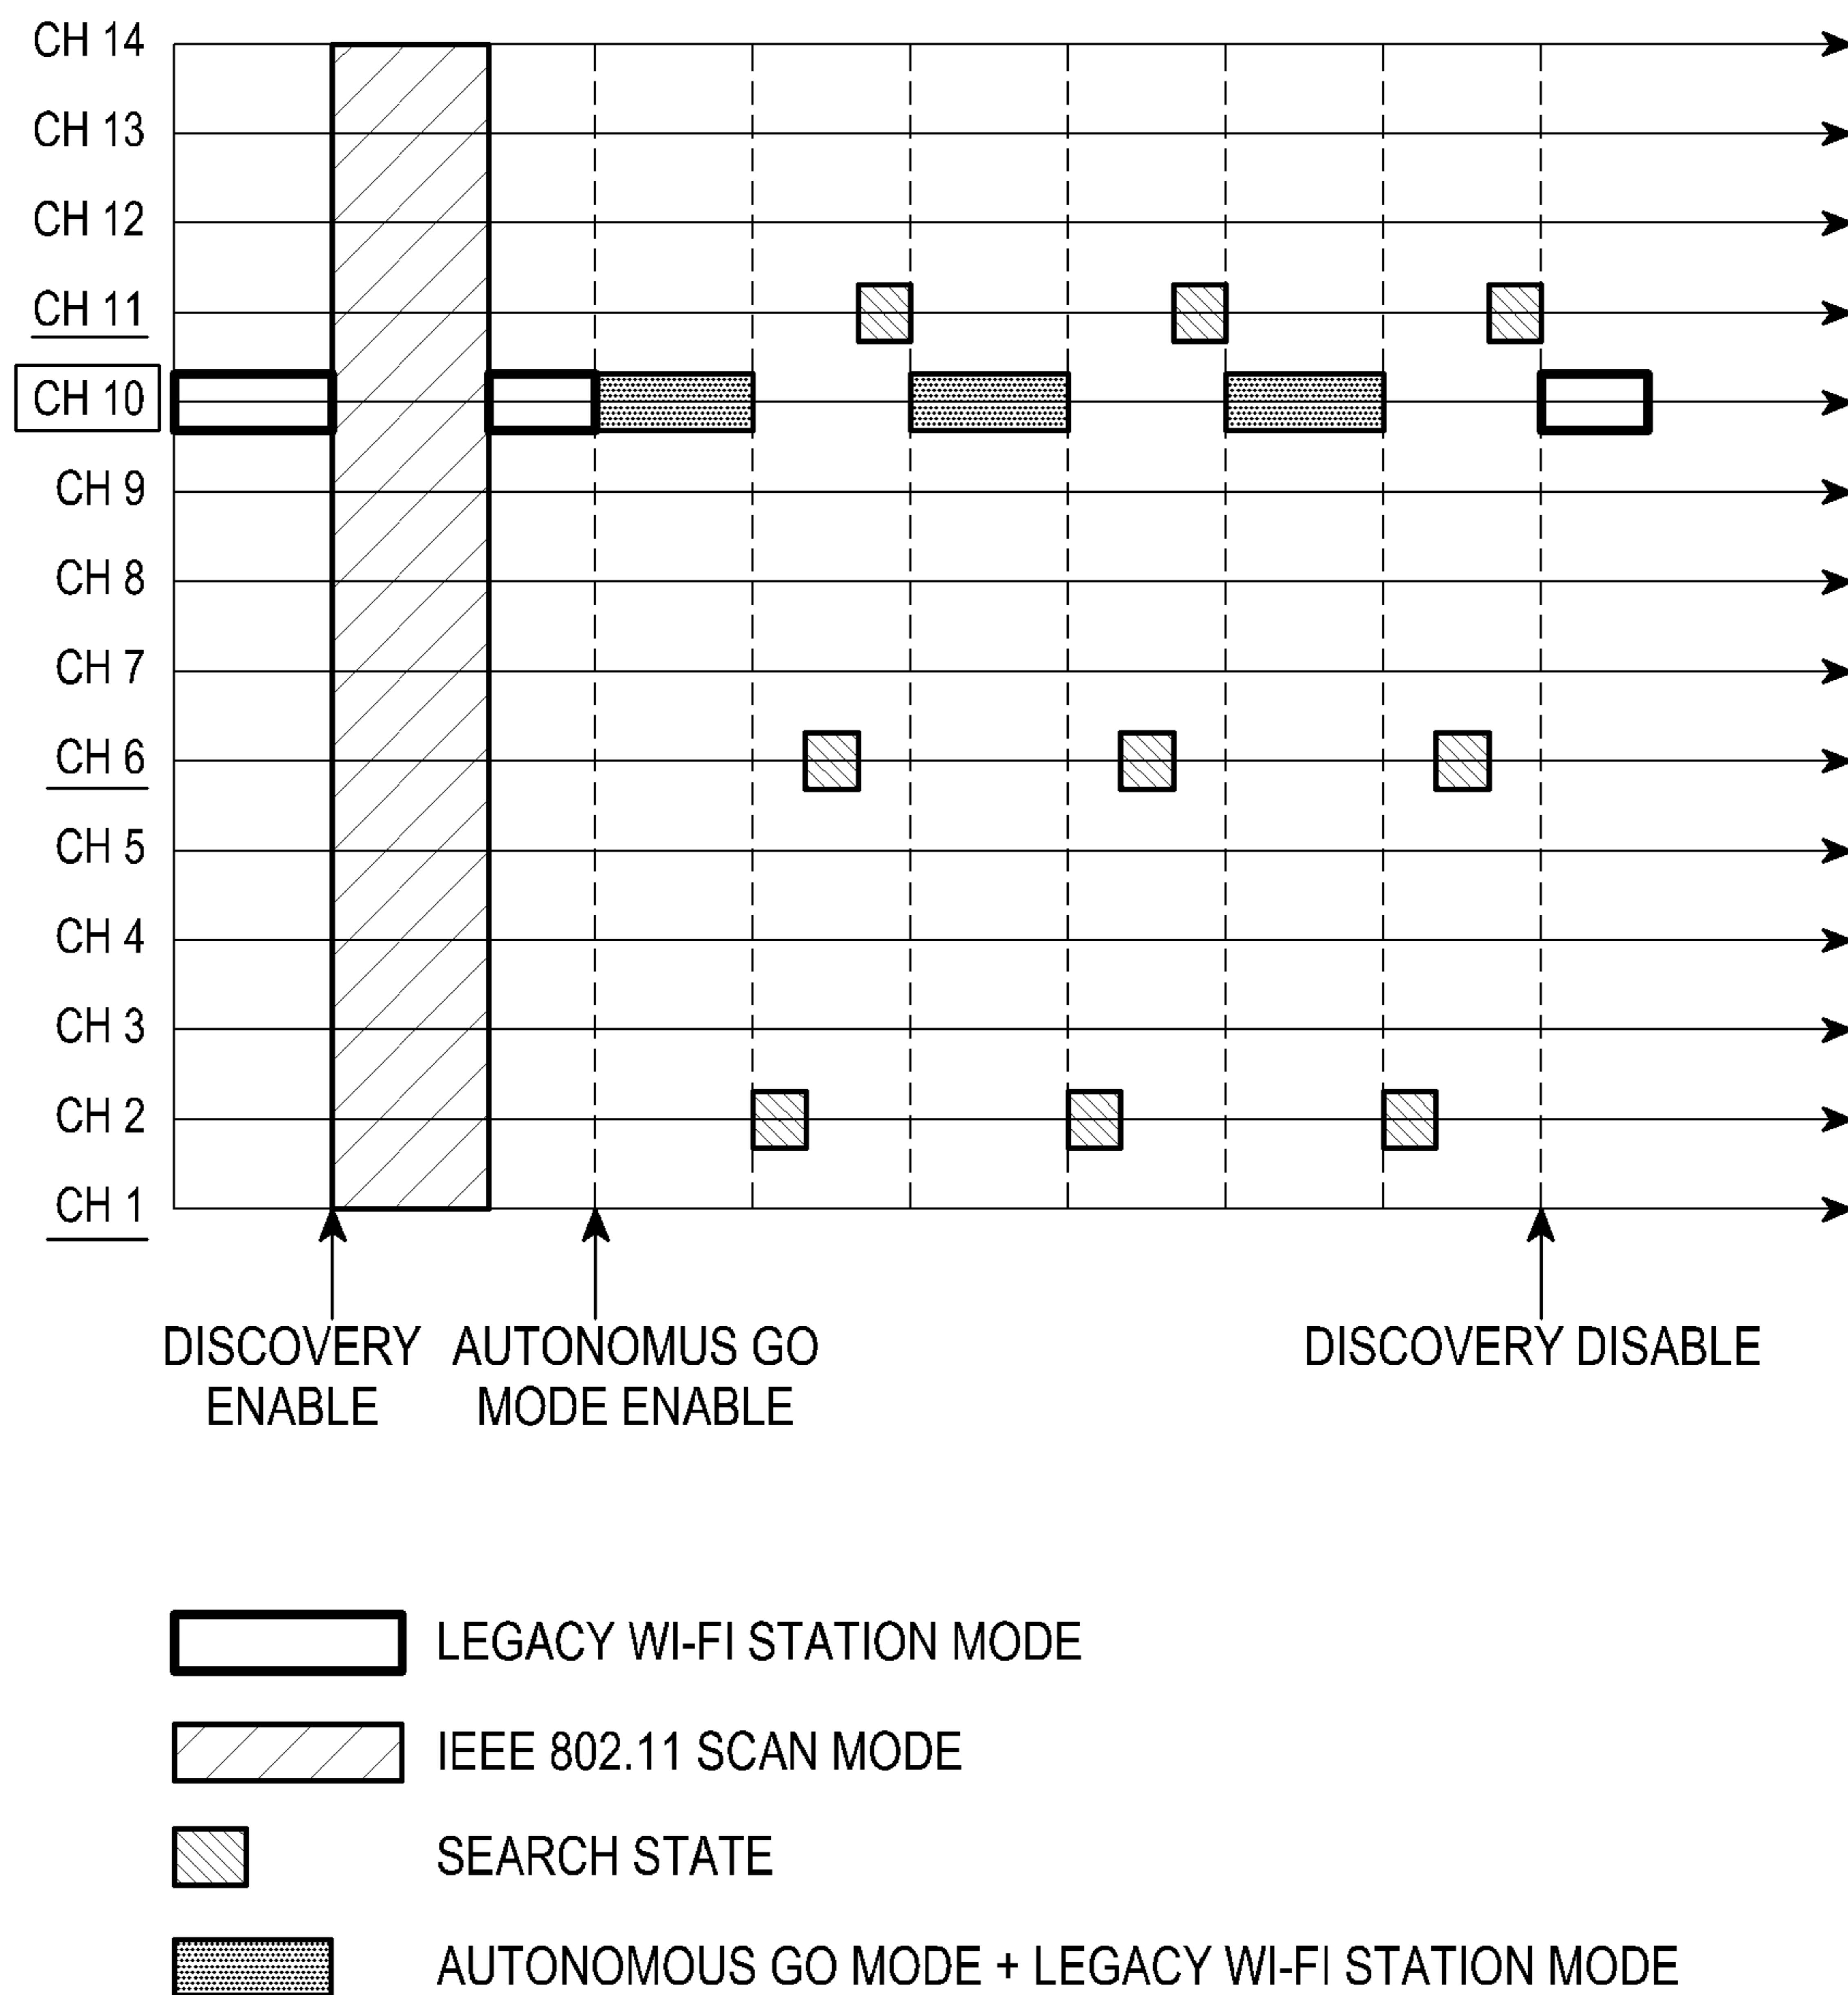 CH 14
CH 13
CH 12
CH 11
CH 10
CH 9
CH 8
CH 7
CH 6
CH 5
CH 4
CH 3
CH 2
CH 1
DISCOVERY
ENABLE
AUTONOMUS GO
MODE ENABLE
DISCOVERY DISABLE
LEGACY WI-FI STATION MODE
IEEE 802.11 SCAN MODE
SEARCH STATE
AUTONOMOUS GO MODE + LEGACY WI-FI STATION MODE